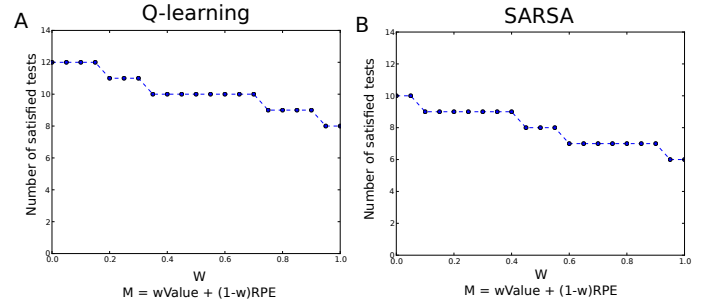 A
Q-learning
Number of satisfied tests
14
12
10
8
6
4
2
0
0.0 0.2 0.4 0.6 0.8 1.0
W
M = wValue + (1-w)RPE
B
SARSA
Number of satisfied tests
14
12
10
8
6
4
2
0
0.0 0.2 0.4 0.6 0.8 1.0
W
M = wValue + (1-w)RPE